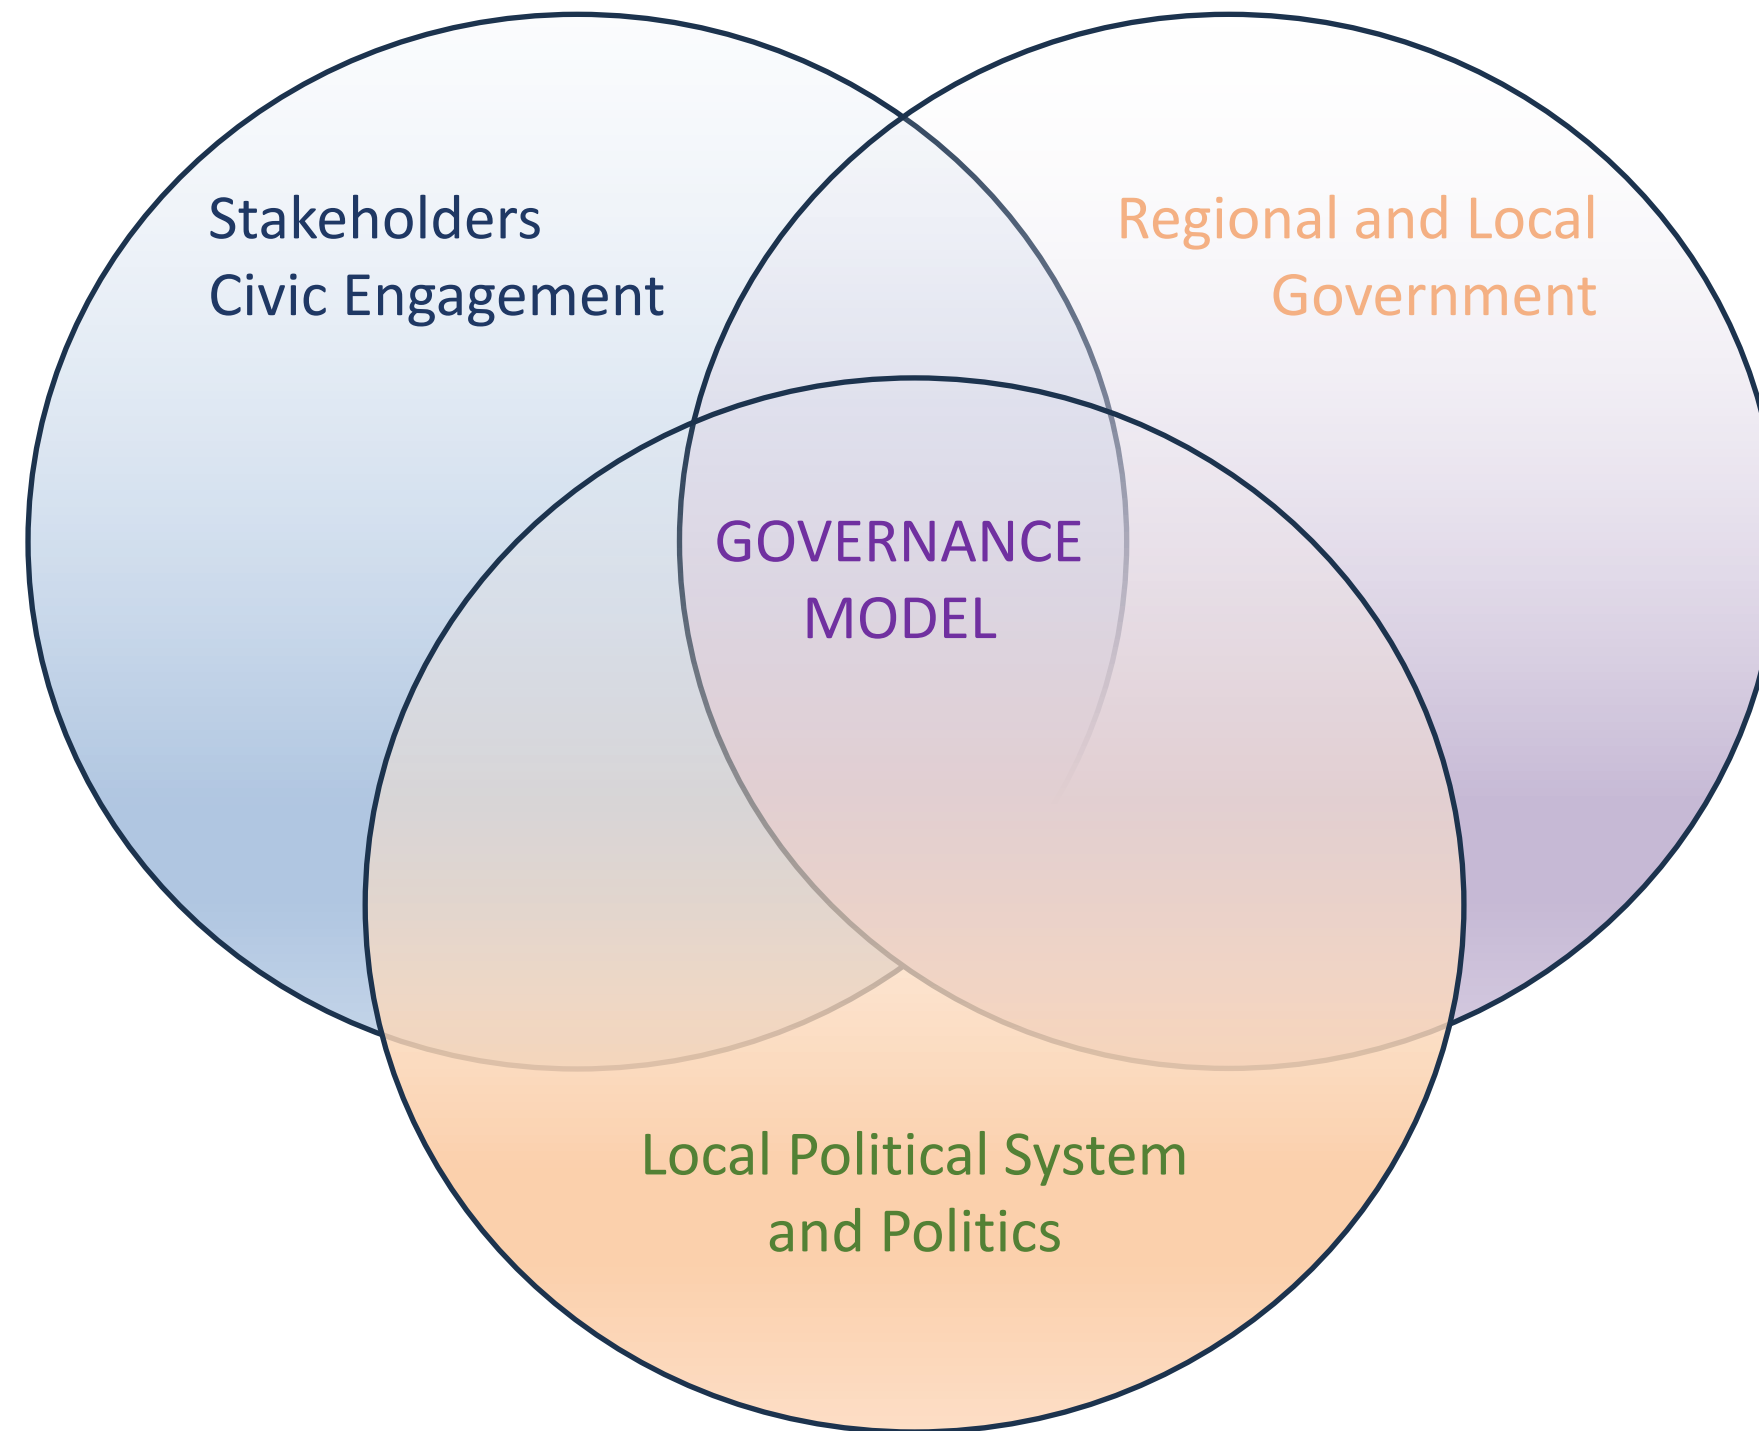 Stakeholders
Civic Engagement
Regional and Local
Government
GOVERNANCE
MODEL
Local Political System
and Politics